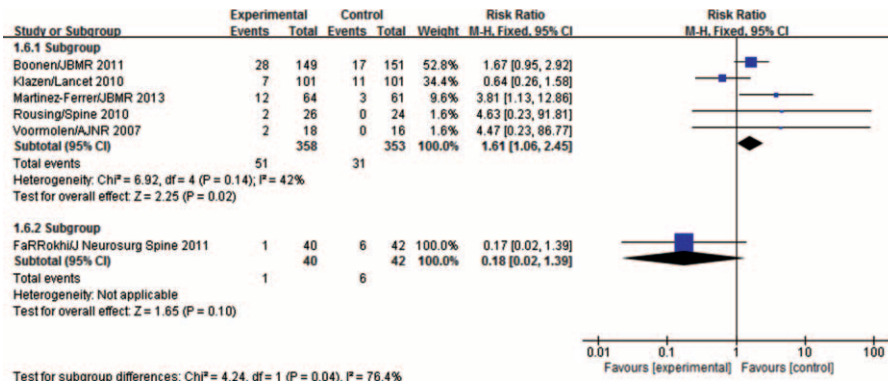 Experimental Control Risk Ratio Risk Ratio
Study or Subgroup Events Total Events Total Weight M-H, Fixed, 95% CI M-H, Fixed, 95% CI
1.6.1 Subgroup
Boonen/JBMR 2011 28 149 17 151 52.8% 1.67 [0.95, 2.92]
Klazen/Lancet 2010 7 101 11 101 34.4% 0.64 [0.26, 1.58]
Martinez-Ferrer/JBMR 2013 12 64 3 61 9.6% 3.81 [1.13, 12.86]
Rousing/Spine 2010 2 26 0 24 1.6% 4.63 [0.23, 91.81]
Voormolen/AJNR 2007 2 18 0 16 1.6% 4.47 [0.23, 86.77]
Subtotal (95% CI) 358 353 100.0% 1.61 [1.06, 2.45]
Total events 51 31
Heterogeneity: Chi² = 6.92, df = 4 (P = 0.14); I² = 42%
Test for overall effect: Z = 2.25 (P = 0.02)
1.6.2 Subgroup
FaRRokhi/J Neurosurg Spine 2011 1 40 6 42 100.0% 0.17 [0.02, 1.39]
Subtotal (95% CI) 40 42 100.0% 0.18 [0.02, 1.39]
Total events 1 6
Heterogeneity: Not applicable
Test for overall effect: Z = 1.65 (P = 0.10)
0.01 0.1 1 10 100
Favours [experimental] Favours [control]
Test for subgroup differences: Chi² = 4.24, df = 1 (P = 0.04), I² = 76.4%